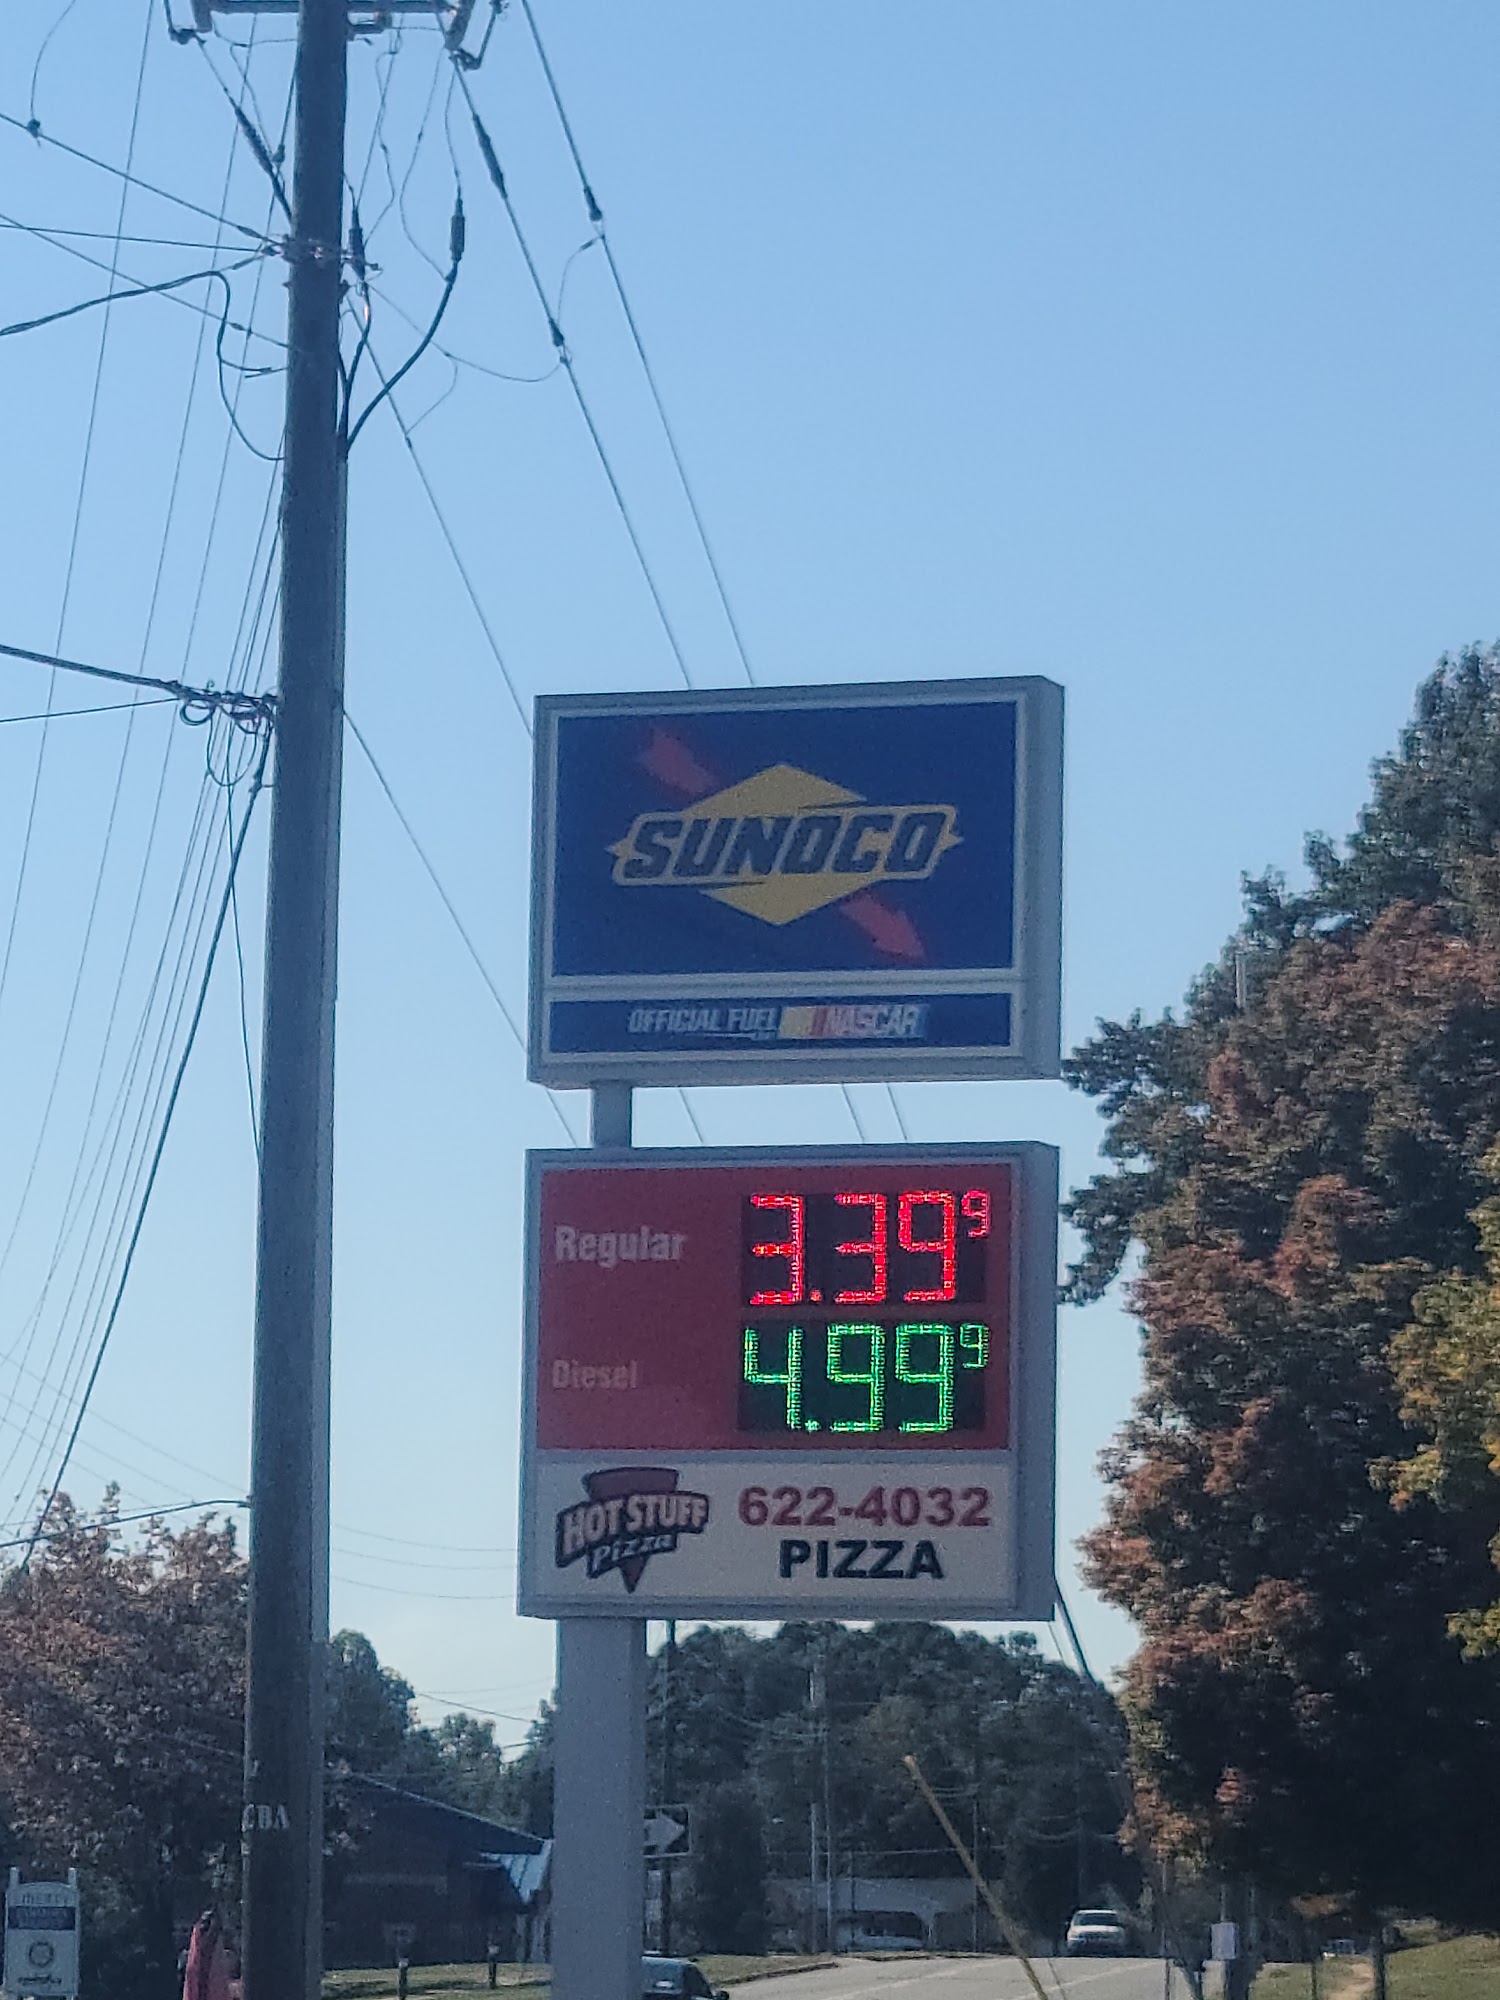 SUNOCO
OFFICIAL FUEL NASCAR
Regular 3.39 9
Diesel 4.99 9
HOT STUFF 622-4032
Pizza PIZZA